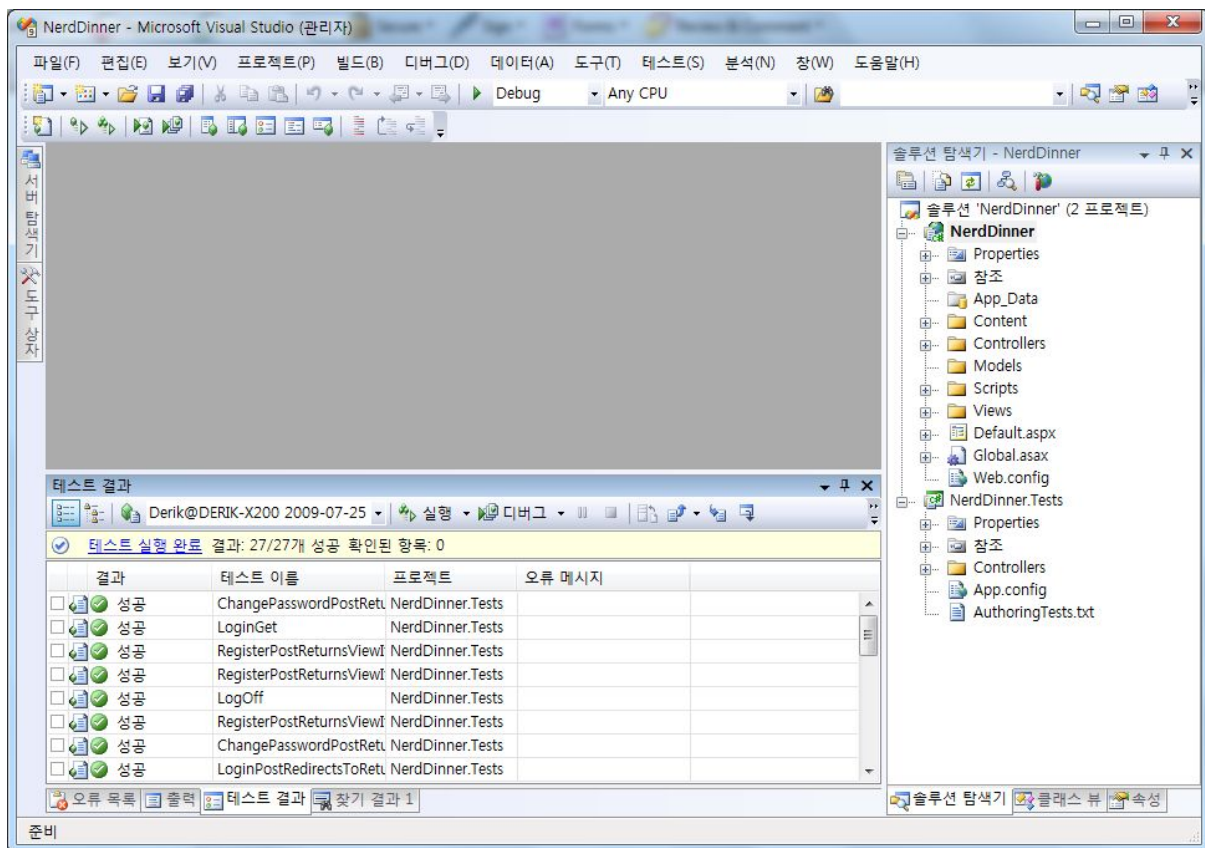 NerdDinner - Microsoft Visual Studio (관리자)
파일(F) 편집(E) 보기(V) 프로젝트(P) 빌드(B) 디버그(D) 데이터(A) 도구(T) 테스트(S) 분석(N) 창(W) 도움말(H)
Debug Any CPU
서버 탐색기
도구 상자
솔루션 탐색기 - NerdDinner
솔루션 'NerdDinner' (2 프로젝트)
NerdDinner
Properties
참조
App_Data
Content
Controllers
Models
Scripts
Views
Default.aspx
Global.asax
Web.config
NerdDinner.Tests
Properties
참조
Controllers
App.config
AuthoringTests.txt
테스트 결과
Derik@DERIK-X200 2009-07-25 실행 디버그
테스트 실행 완료 결과: 27/27개 성공 확인된 항목: 0
결과 테스트 이름 프로젝트 오류 메시지
성공 ChangePasswordPostRetu NerdDinner.Tests
성공 LoginGet NerdDinner.Tests
성공 RegisterPostReturnsViewI NerdDinner.Tests
성공 RegisterPostReturnsViewI NerdDinner.Tests
성공 LogOff NerdDinner.Tests
성공 RegisterPostReturnsViewI NerdDinner.Tests
성공 ChangePasswordPostRetu NerdDinner.Tests
성공 LoginPostRedirectsToRetu NerdDinner.Tests
오류 목록 출력 테스트 결과 찾기 결과 1
솔루션 탐색기 클래스 뷰 속성
준비